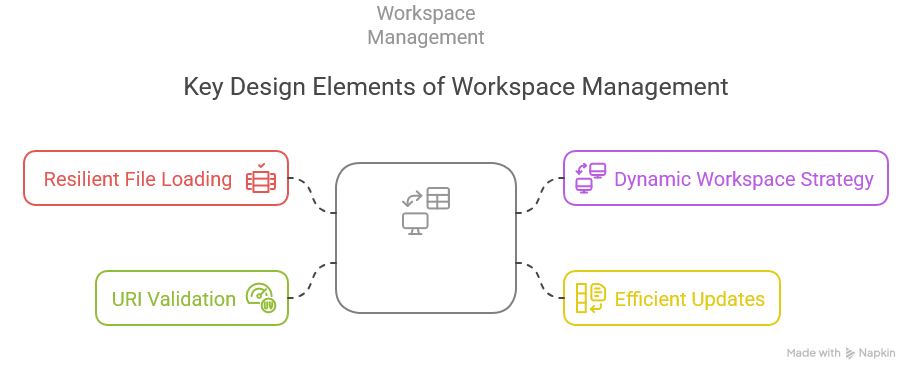 Workspace
Management
Key Design Elements of Workspace Management
Resilient File Loading
Dynamic Workspace Strategy
URI Validation
Efficient Updates
Made with Napkin